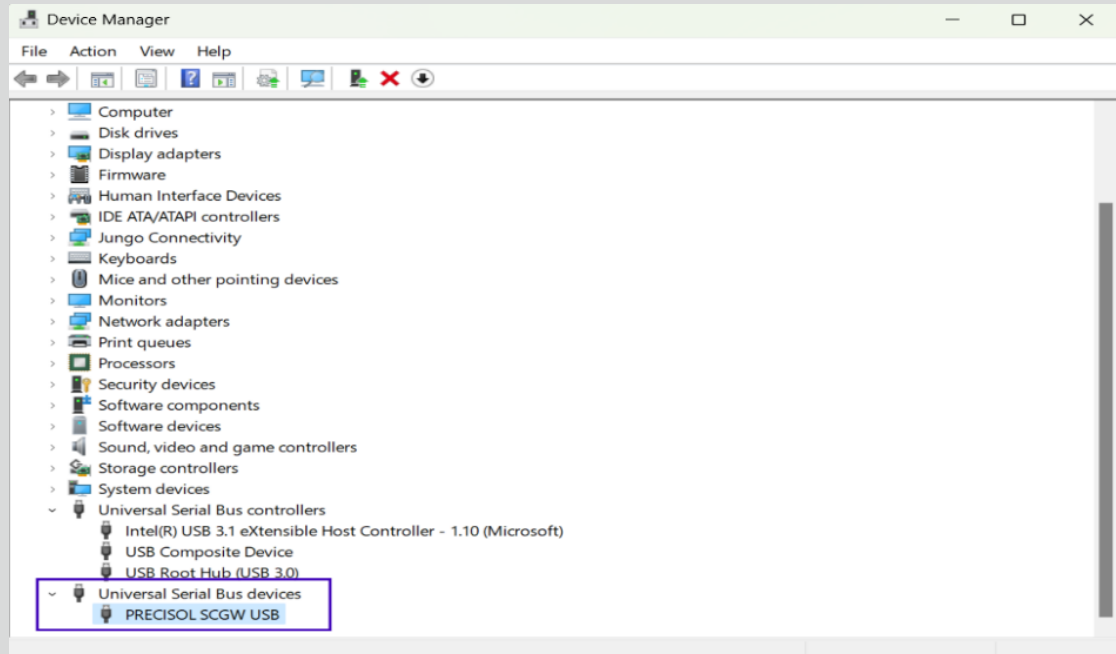 Device Manager
File Action View Help
Computer
Disk drives
Display adapters
Firmware
Human Interface Devices
IDE ATA/ATAPI controllers
Jungo Connectivity
Keyboards
Mice and other pointing devices
Monitors
Network adapters
Print queues
Processors
Security devices
Software components
Software devices
Sound, video and game controllers
Storage controllers
System devices
Universal Serial Bus controllers
Intel(R) USB 3.1 eXtensible Host Controller - 1.10 (Microsoft)
USB Composite Device
USB Root Hub (USB 3.0)
Universal Serial Bus devices
PRECISOL SCGW USB